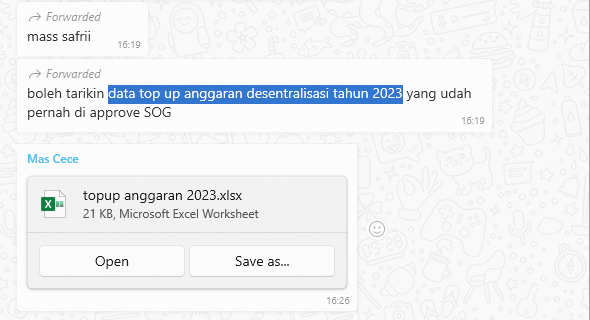 Forwarded
mass safrii
16:19
Forwarded
boleh tarikin data top up anggaran desentralisasi tahun 2023 yang udah
pernah di approve SOG
16:19
Mas Cece
topup anggaran 2023.xlsx
21 KB, Microsoft Excel Worksheet
Open
Save as...
16:26